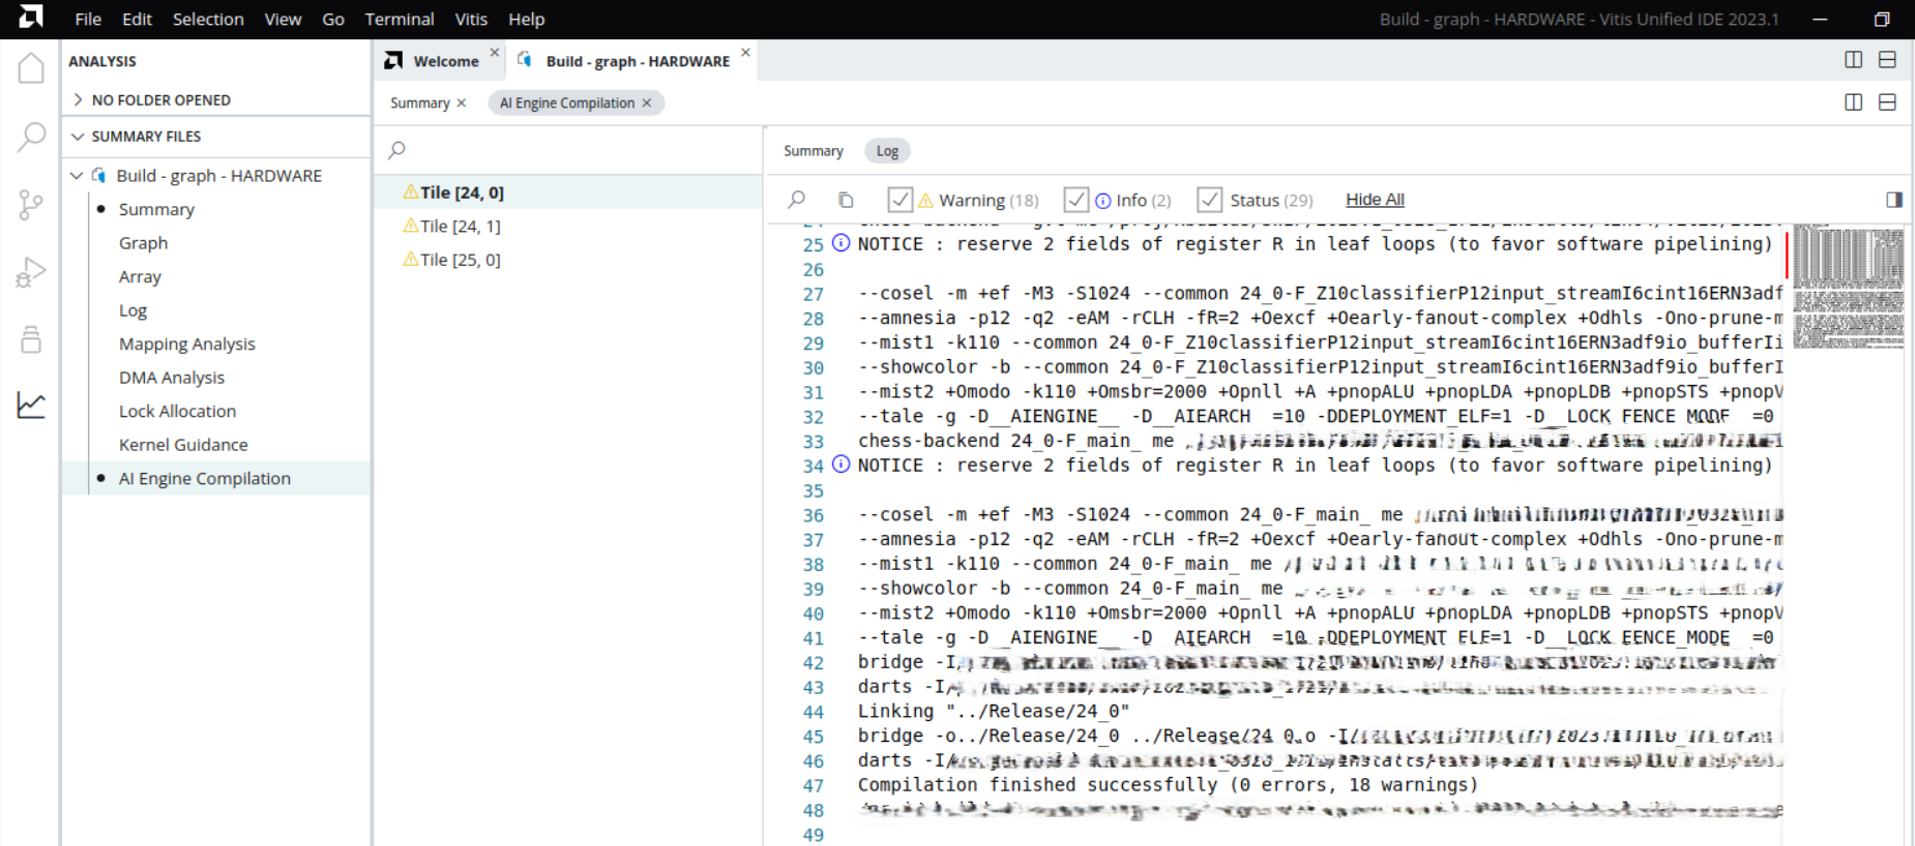 File Edit Selection View Go Terminal Vitis Help
Build - graph - HARDWARE - Vitis Unified IDE 2023.1
ANALYSIS
NO FOLDER OPENED
SUMMARY FILES
Build - graph - HARDWARE
Summary
Graph
Array
Log
Mapping Analysis
DMA Analysis
Lock Allocation
Kernel Guidance
AI Engine Compilation
Welcome
Build - graph - HARDWARE
Summary
AI Engine Compilation
Tile [24, 0]
Tile [24, 1]
Tile [25, 0]
Summary Log
Warning (18) Info (2) Status (29) Hide All
25 NOTICE : reserve 2 fields of register R in leaf loops (to favor software pipelining)
26
27 --cosel -m +ef -M3 -S1024 --common 24_0-F_Z10classifierP12input_streamI6cint16ERN3adf
28 --amnesia -p12 -q2 -eAM -rCLH -fR=2 +Oexcf +Oearly-fanout-complex +Odhls -Ono-prune-m
29 --mist1 -k110 --common 24_0-F_Z10classifierP12input_streamI6cint16ERN3adf9io_bufferIi
30 --showcolor -b --common 24_0-F_Z10classifierP12input_streamI6cint16ERN3adf9io_bufferI
31 --mist2 +Omodo -k110 +Omsbr=2000 +Opnll +A +pnopALU +pnopLDA +pnopLDB +pnopSTS +pnopV
32 --tale -g -D__AIENGINE__ -D__AIEARCH__=10 -DDEPLOYMENT_ELF=1 -D__LOCK_FENCE_MODE__=0
33 chess-backend 24_0-F_main_ me
34 NOTICE : reserve 2 fields of register R in leaf loops (to favor software pipelining)
35
36 --cosel -m +ef -M3 -S1024 --common 24_0-F_main_ me
37 --amnesia -p12 -q2 -eAM -rCLH -fR=2 +Oexcf +Oearly-fanout-complex +Odhls -Ono-prune-m
38 --mist1 -k110 --common 24_0-F_main_ me
39 --showcolor -b --common 24_0-F_main_ me
40 --mist2 +Omodo -k110 +Omsbr=2000 +Opnll +A +pnopALU +pnopLDA +pnopLDB +pnopSTS +pnopV
41 --tale -g -D__AIENGINE__ -D__AIEARCH__=10 -DDEPLOYMENT_ELF=1 -D__LOCK_FENCE_MODE__=0
42 bridge -I
43 darts -I/
44 Linking "../Release/24_0"
45 bridge -o../Release/24_0 ../Release/24_0.o -I/
46 darts -I/
47 Compilation finished successfully (0 errors, 18 warnings)
48
49